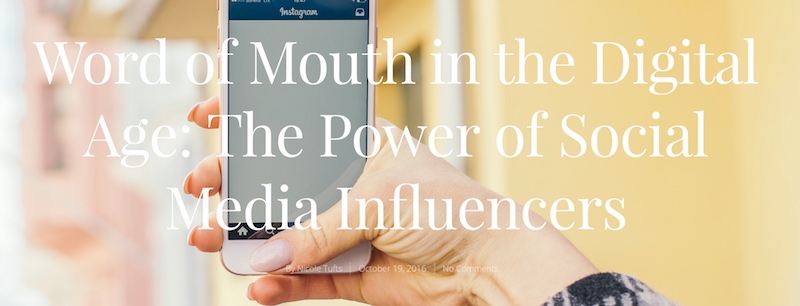 Instagram
Word of Mouth in the Digital
Age: The Power of Social
Media Influencers
By Nicole Tufts | October 19, 2016 | No Comments